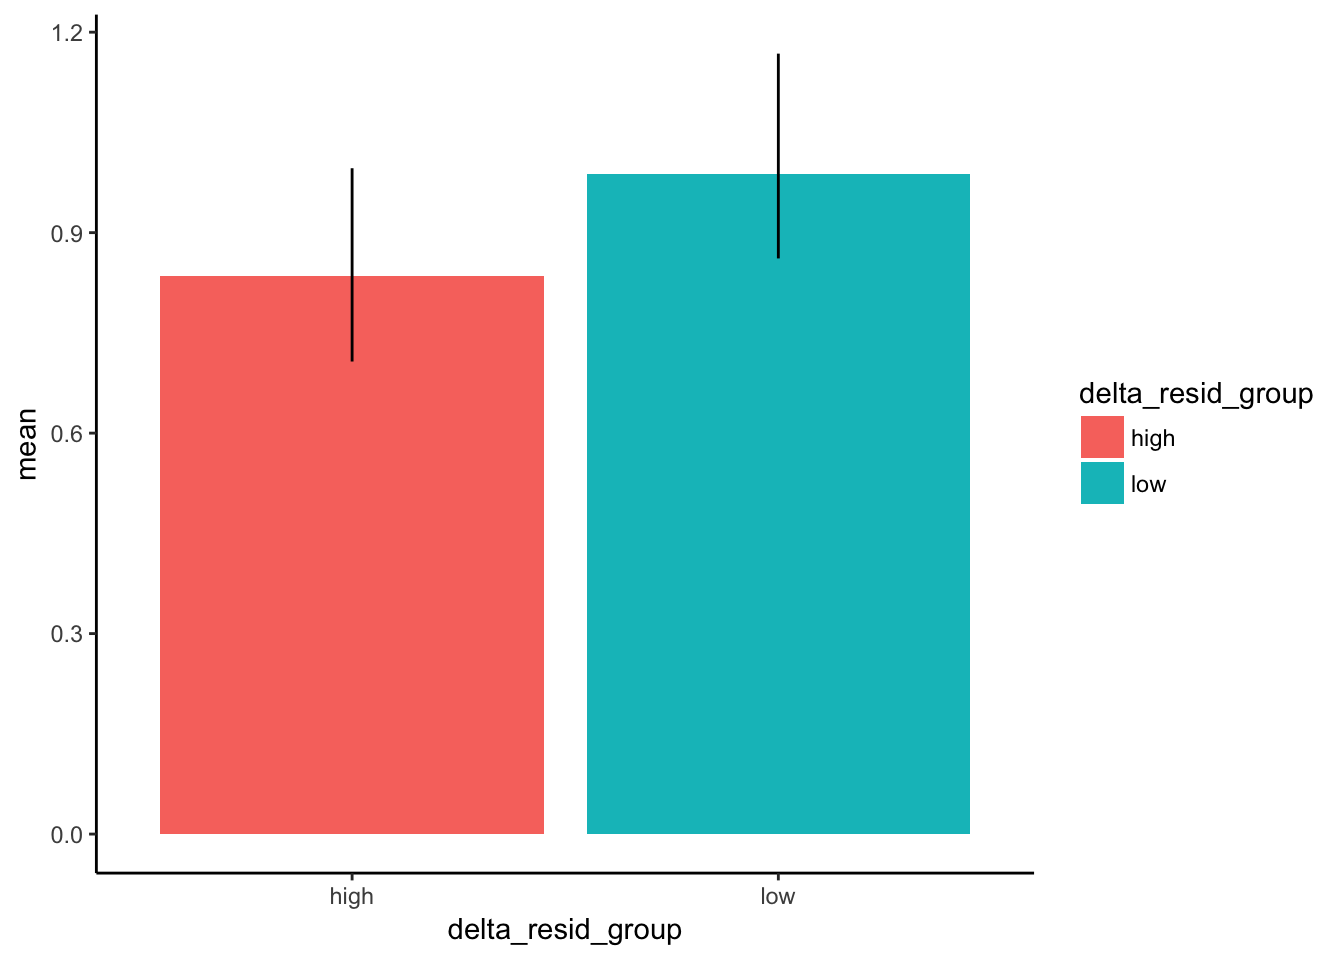 1.2
0.9
0.6
0.3
0.0
mean
high
low
delta_resid_group
delta_resid_group
high
low